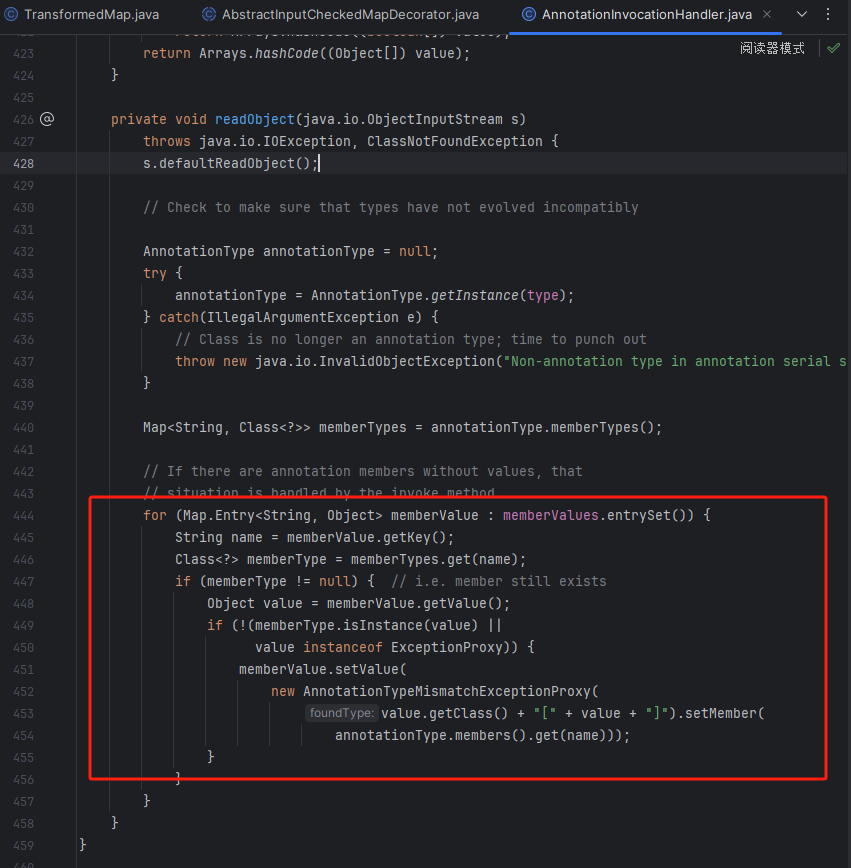 TransformedMap.java AbstractInputCheckedMapDecorator.java AnnotationInvocationHandler.java
阅读器模式
423 return Arrays.hashCode((Object[]) value);
424 }
425
426 private void readObject(java.io.ObjectInputStream s)
427 throws java.io.IOException, ClassNotFoundException {
428 s.defaultReadObject();
429
430 // Check to make sure that types have not evolved incompatibly
431
432 AnnotationType annotationType = null;
433 try {
434 annotationType = AnnotationType.getInstance(type);
435 } catch(IllegalArgumentException e) {
436 // Class is no longer an annotation type; time to punch out
437 throw new java.io.InvalidObjectException("Non-annotation type in annotation serial s
438 }
439
440 Map<String, Class<?>> memberTypes = annotationType.memberTypes();
441
442 // If there are annotation members without values, that
443 // situation is handled by the invoke method
444 for (Map.Entry<String, Object> memberValue : memberValues.entrySet()) {
445 String name = memberValue.getKey();
446 Class<?> memberType = memberTypes.get(name);
447 if (memberType != null) { // i.e. member still exists
448 Object value = memberValue.getValue();
449 if (!(memberType.isInstance(value) ||
450 value instanceof ExceptionProxy)) {
451 memberValue.setValue(
452 new AnnotationTypeMismatchExceptionProxy(
453 foundType: value.getClass() + "[" + value + "]").setMember(
454 annotationType.members().get(name)));
455 }
456 }
457 }
458 }
459 }
460